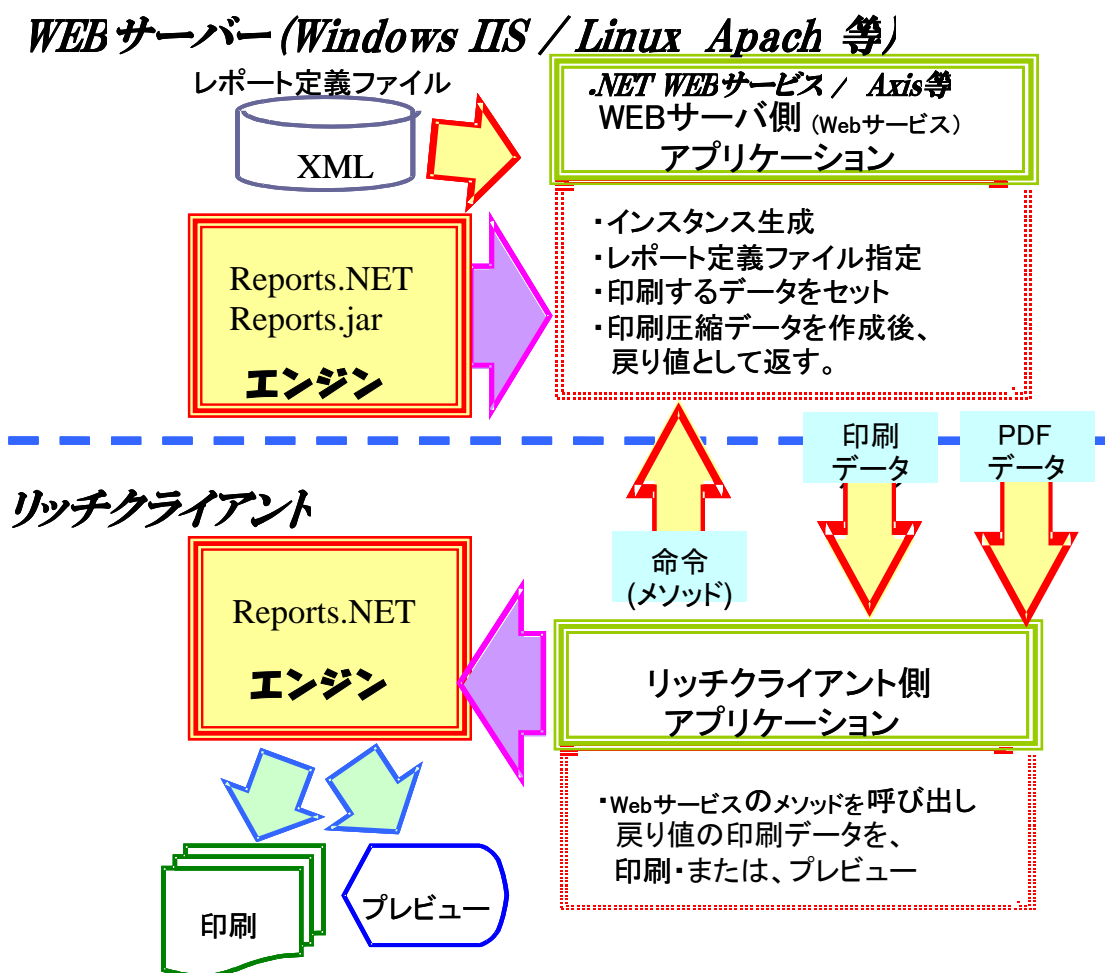 WEBサーバー(Windows IIS / Linux Apach 等)
レポート定義ファイル
XML
.NET WEBサービス / Axis等
WEBサーバ側 (Webサービス)
アプリケーション
Reports.NET
Reports.jar
エンジン
・インスタンス生成
・レポート定義ファイル指定
・印刷するデータをセット
・印刷圧縮データを作成後、
戻り値として返す。
印刷
データ
PDF
データ
命令
(メソッド)
リッチクライアント
Reports.NET
エンジン
リッチクライアント側
アプリケーション
・Webサービスのメソッドを呼び出し
戻り値の印刷データを、
印刷・または、プレビュー
印刷
プレビュー